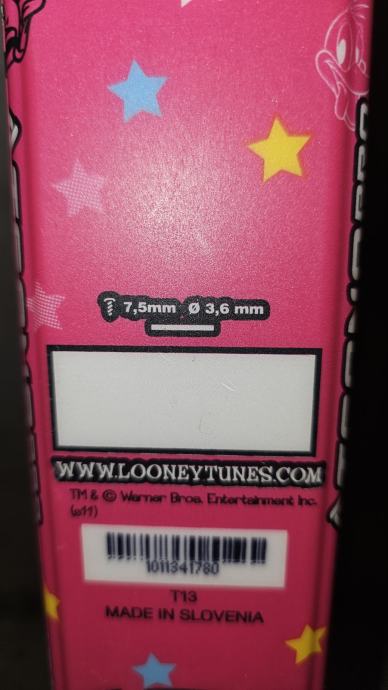 7,5mm Ø 3,6 mm
WWW.LOONEYTUNES.COM
TM & © Warner Bros. Entertainment Inc.
(s11)
1011341780
T13
MADE IN SLOVENIA